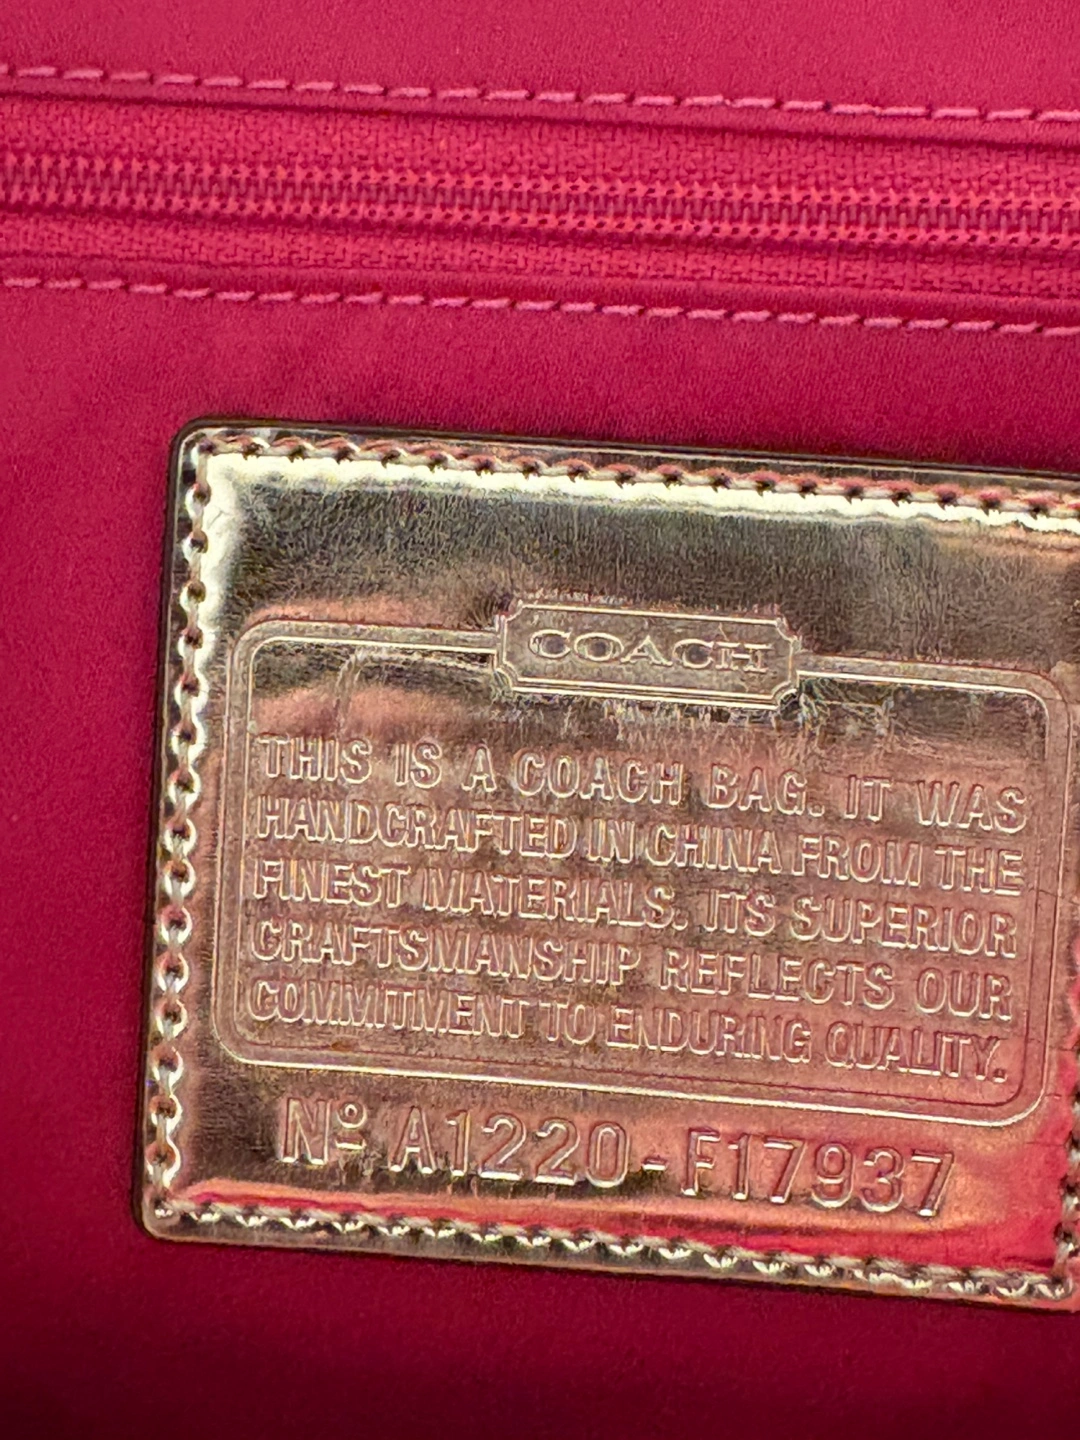 COACH
THIS IS A COACH BAG. IT WAS
HANDCRAFTED IN CHINA FROM THE
FINEST MATERIALS. ITS SUPERIOR
CRAFTSMANSHIP REFLECTS OUR
COMMITMENT TO ENDURING QUALITY.
Nº A1220-F17937